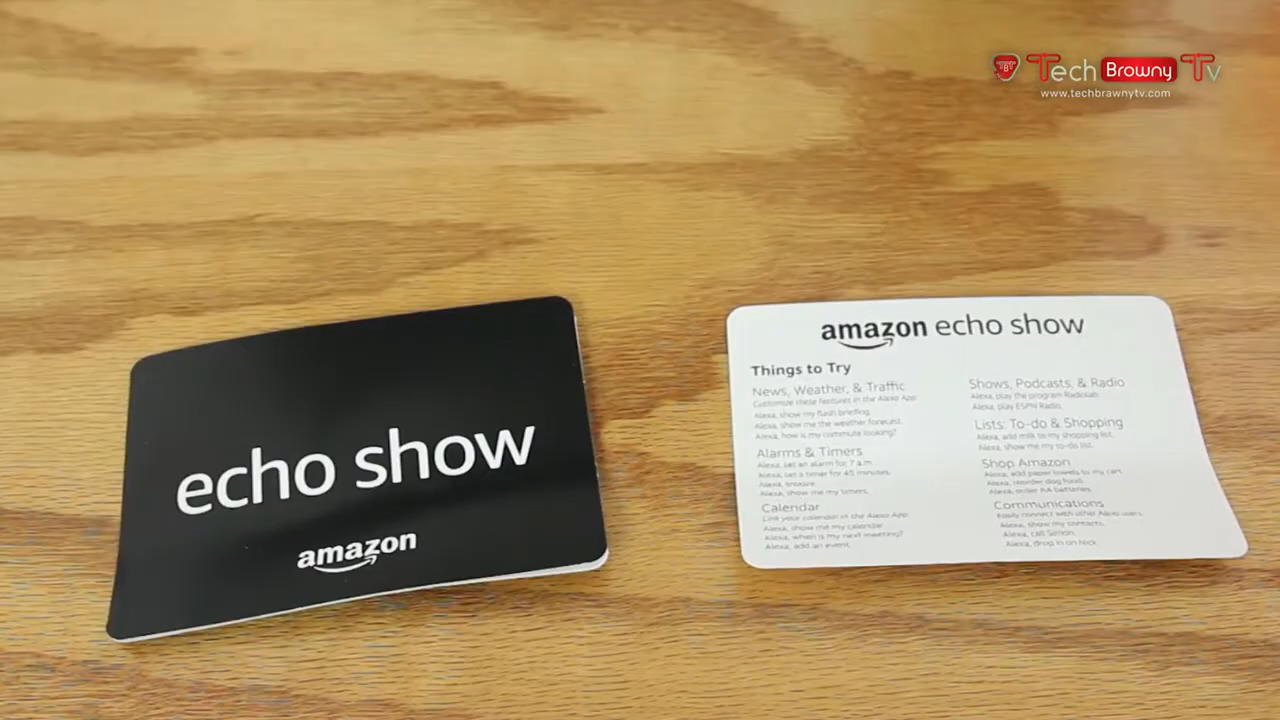 Tech Browny Tv
www.techbrawnytv.com
echo show
amazon
amazon echo show
Things to Try
News, Weather, & Traffic
Customize these features in the Alexa App
Alexa, show my flash briefing.
Alexa, show me the weather forecast.
Alexa, how is my commute looking?
Alarms & Timers
Alexa, set an alarm for 7 a.m.
Alexa, set a timer for 45 minutes.
Alexa, snooze.
Alexa, show me my timers.
Calendar
Link your calendar in the Alexa App
Alexa, show me my calendar.
Alexa, when is my next meeting?
Alexa, add an event.
Shows, Podcasts, & Radio
Alexa, play the program Radiolab.
Alexa, play ESPN Radio.
Lists: To-do & Shopping
Alexa, add milk to my shopping list.
Alexa, show me my to-do list.
Shop Amazon
Alexa, add paper towels to my cart.
Alexa, reorder dog food.
Alexa, order AA batteries.
Communications
Easily connect with other Alexa users.
Alexa, show my contacts.
Alexa, call Simon.
Alexa, drop in on Nick.